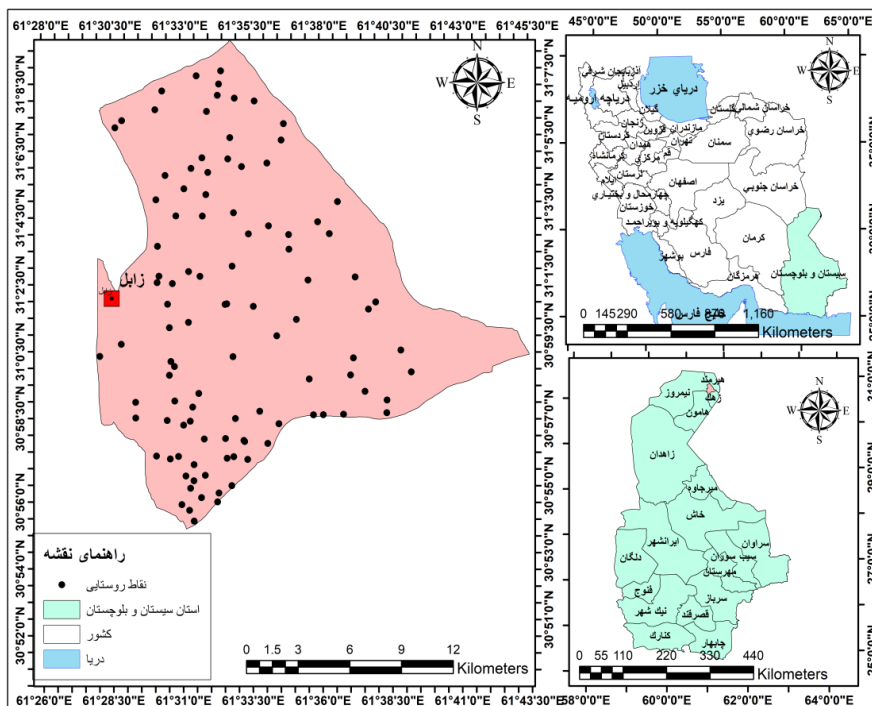 61°28'0"E 61°30'30"E 61°33'0"E 61°35'30"E 61°38'0"E 61°40'30"E 61°43'0"E 61°45'30"E
31°8'30"N
31°6'30"N
31°4'30"N
31°2'30"N
31°0'30"N
30°58'30"N
30°56'0"N
30°54'0"N
30°52'0"N
N
W E
S
زابل
راهنمای نقشه
نقاط روستایی
استان سیستان و بلوچستان
کشور
دریا
0 1.5 3 6 9 12
Kilometers
31°7'30"N
31°5'30"N
31°3'30"N
31°1'30"N
30°59'30"N
30°57'0"N
30°55'0"N
30°53'0"N
30°51'0"N
61°26'0"E 61°28'30"E 61°31'0"E 61°33'30"E 61°36'0"E 61°38'30"E 61°41'0"E 61°43'30"E
45°0'0"E 50°0'0"E 55°0'0"E 60°0'0"E 65°0'0"E
N
W E
S
آذربایجان شرقی
اردبیل
دریاچه ارومیه
دریای خزر
گیلان
گلستان
خراسان شمالی
زنجان
مازندران
قزوین
خراسان رضوی
کردستان
تهران
سمنان
همدان
قم
مرکزی
کرمانشاه
لرستان
ایلام
اصفهان
خراسان جنوبی
چهارمحال و بختیاری
یزد
خوزستان
کهگیلویه و بویراحمد
کرمان
فارس
بوشهر
سیستان و بلوچستان
هرمزگان
خلیج فارس
0 145 290 580 870 1,160
Kilometers
N
W E
S
هیرمند
زهک
نیمروز
هامون
زاهدان
میرجاوه
خاش
ایرانشهر
سراوان
دلگان
سیب سوران
مهرستان
فنوج
سرباز
نیک شهر
قصرقند
کنارک
چابهار
0 55 110 220 330 440
Kilometers
29°0'0"N
27°0'0"N
25°0'0"N
58°0'0"E 60°0'0"E 62°0'0"E 64°0'0"E